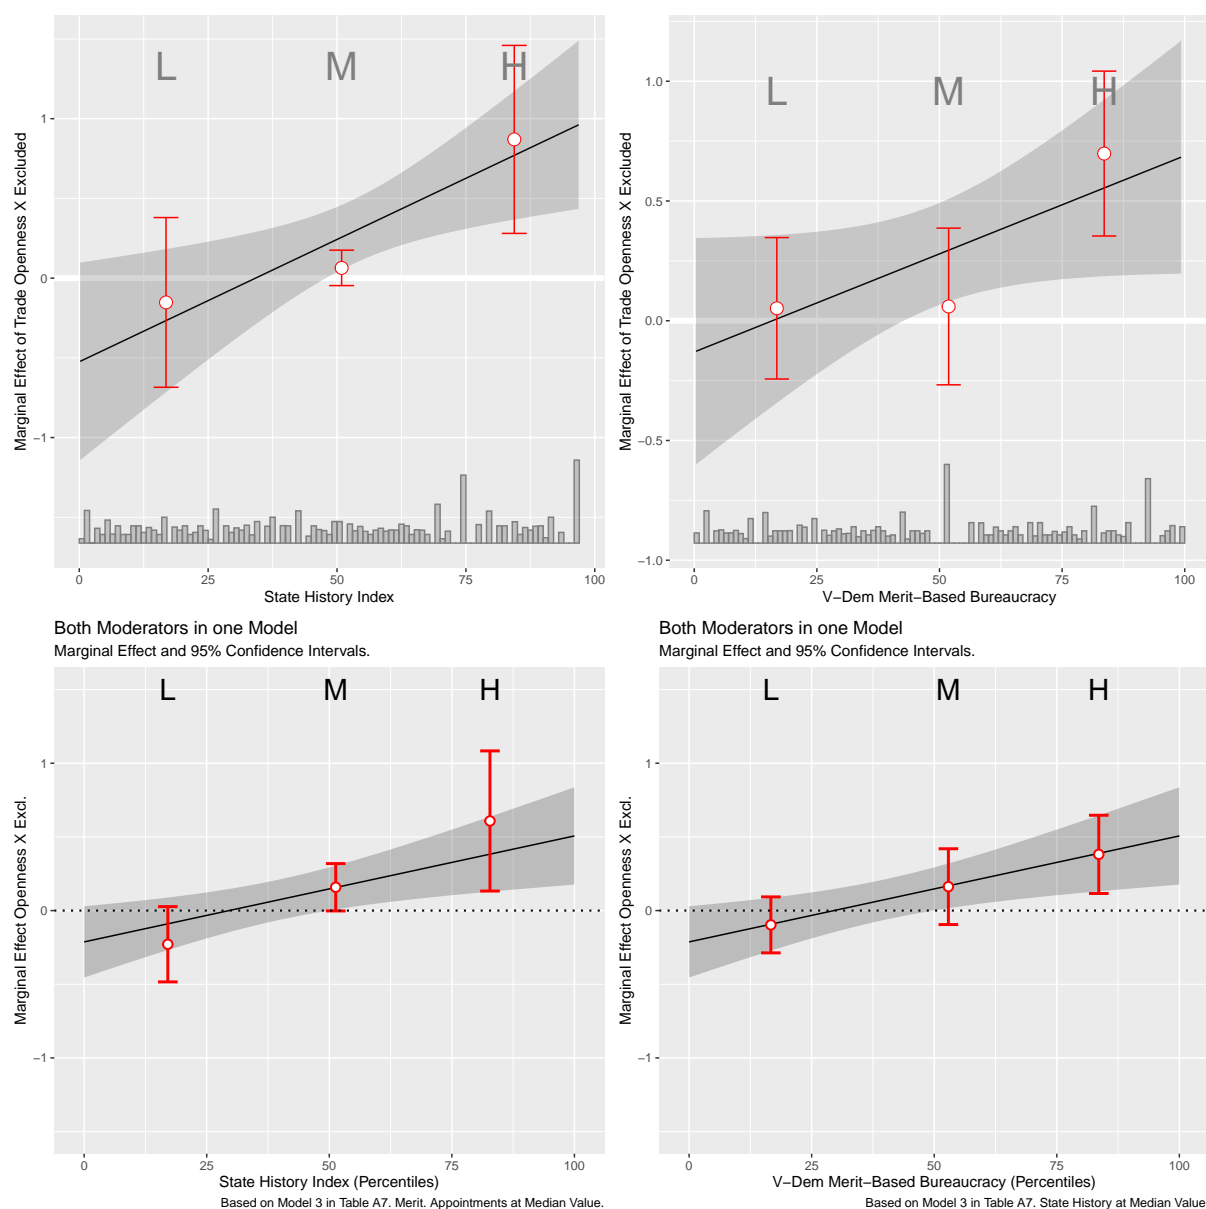 L M H
1
0
−1
Marginal Effect of Trade Openness X Excluded
0 25 50 75 100
State History Index
L M H
1.0
0.5
0.0
−0.5
−1.0
Marginal Effect of Trade Openness X Excluded
0 25 50 75 100
V−Dem Merit−Based Bureaucracy
Both Moderators in one Model
Marginal Effect and 95% Confidence Intervals.
L M H
1
0
−1
Marginal Effect Openness X Excl.
0 25 50 75 100
State History Index (Percentiles)
Based on Model 3 in Table A7. Merit. Appointments at Median Value.
Both Moderators in one Model
Marginal Effect and 95% Confidence Intervals.
L M H
1
0
−1
Marginal Effect Openness X Excl.
0 25 50 75 100
V−Dem Merit−Based Bureaucracy (Percentiles)
Based on Model 3 in Table A7. State History at Median Value